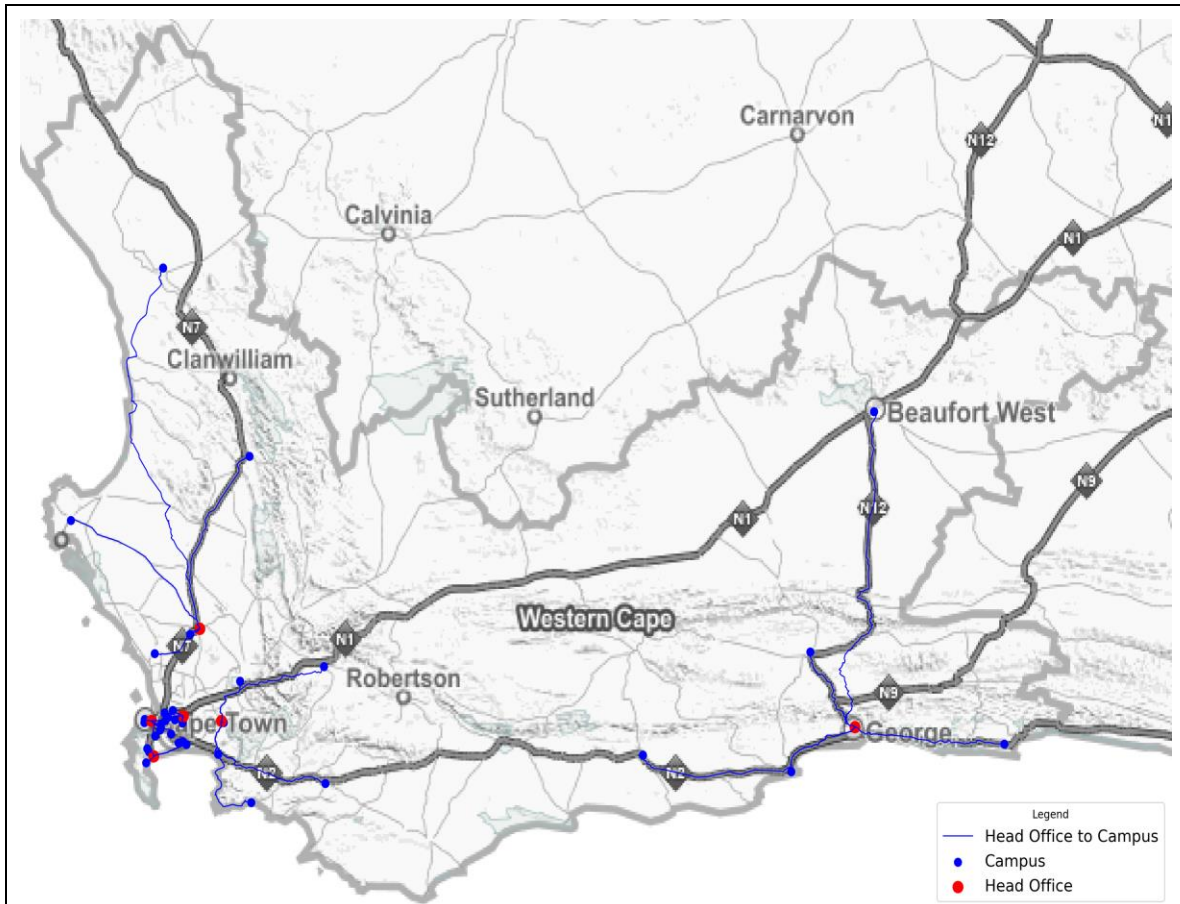 Carnarvon
N12
N1
Calvinia
N1
N7
Clanwilliam
Sutherland
Beaufort West
N9
N12
N1
Western Cape
N1
N7
Robertson
N9
Cape Town
George
N2
N2
Legend
Head Office to Campus
Campus
Head Office